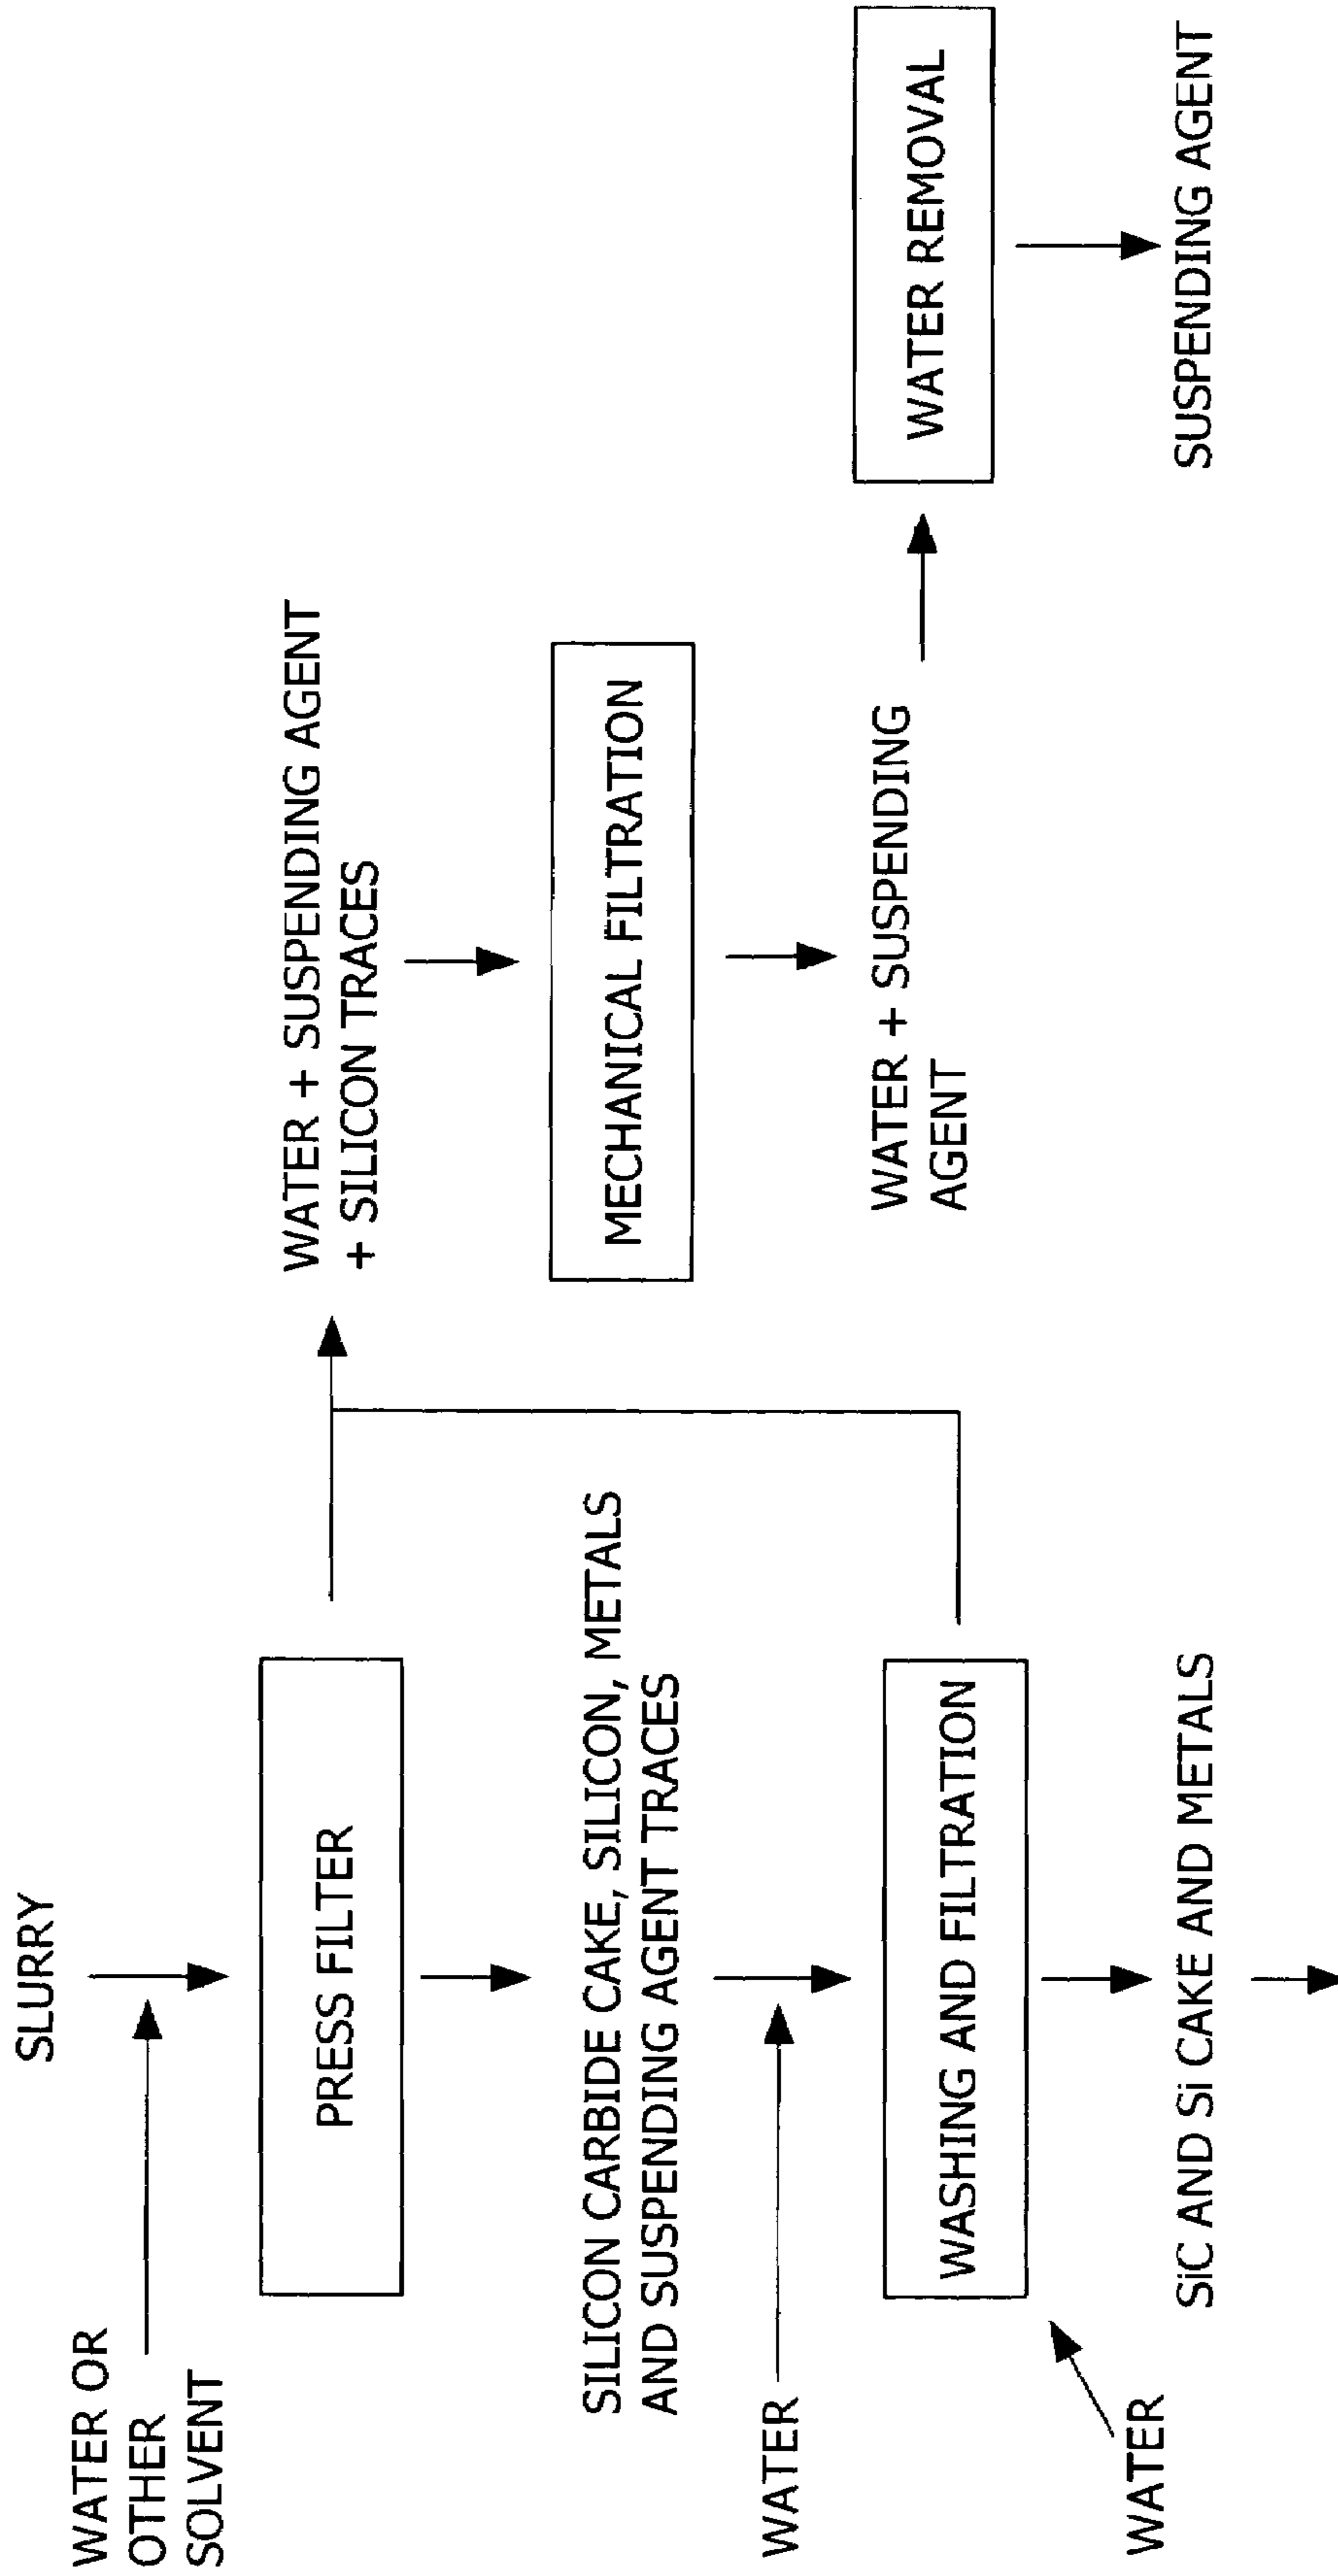 SLURRY
WATER OR
OTHER
SOLVENT
PRESS FILTER
SILICON CARBIDE CAKE, SILICON, METALS
AND SUSPENDING AGENT TRACES
WATER
WASHING AND FILTRATION
WATER
SiC AND Si CAKE AND METALS
WATER + SUSPENDING AGENT
+ SILICON TRACES
MECHANICAL FILTRATION
WATER + SUSPENDING
AGENT
WATER REMOVAL
SUSPENDING AGENT